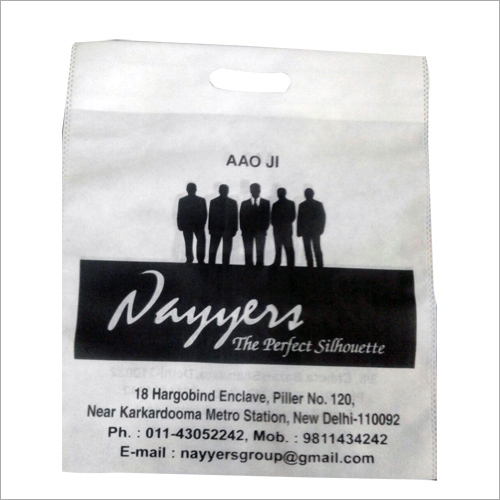 AAO JI
Nayyers
The Perfect Silhouette
18 Hargobind Enclave, Piller No. 120,
Near Karkardooma Metro Station, New Delhi-110092
Ph. : 011-43052242, Mob. : 9811434242
E-mail : nayyersgroup@gmail.com